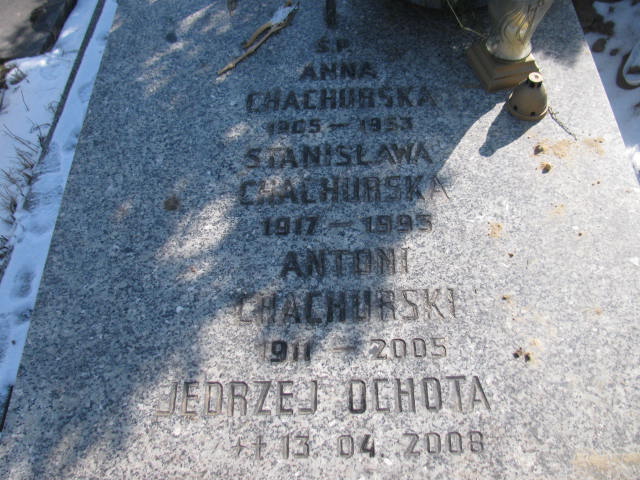 Ś.P.
ANNA
CHACHURSKA
1905 – 1953
STANISŁAWA
CHACHURSKA
1917 – 1995
ANTONI
CHACHURSKI
1911 – 2005
JĘDRZEJ OCHOTA
†† 13 04. 2008